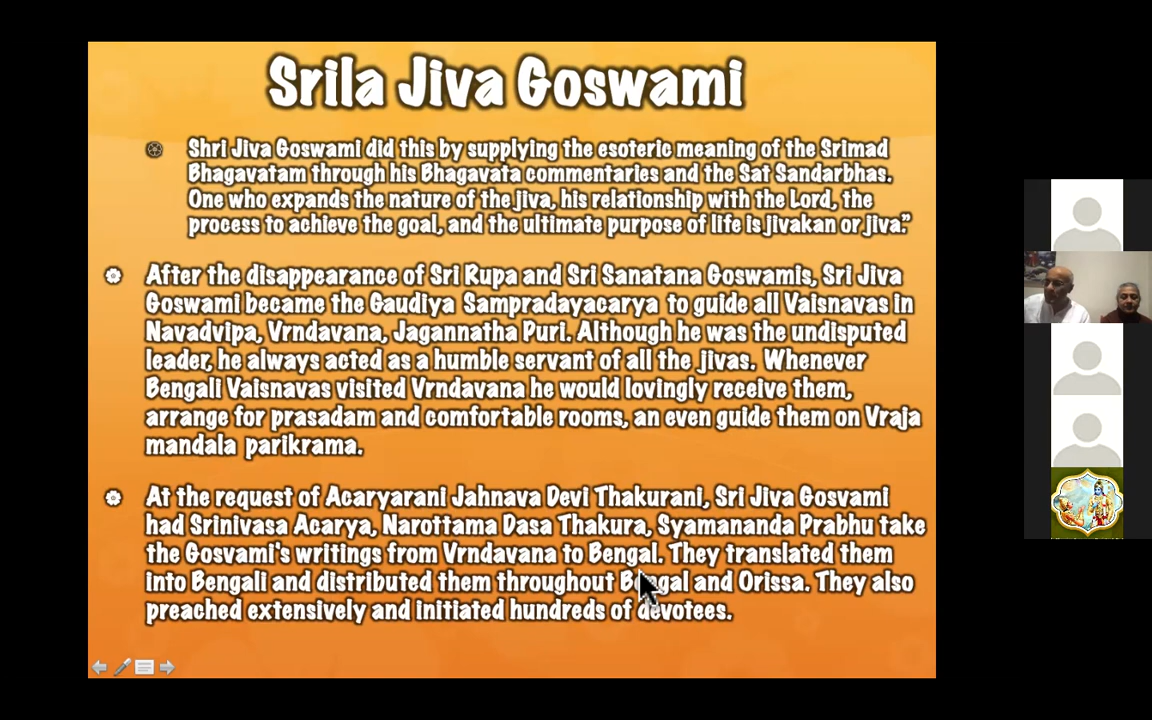 Srila Jiva Goswami
Shri Jiva Goswami did this by supplying the esoteric meaning of the Srimad
Bhagavatam through his Bhagavata commentaries and the Sat Sandarbhas.
One who expands the nature of the jiva, his relationship with the Lord, the
process to achieve the goal, and the ultimate purpose of life is jivakan or jiva.”
After the disappearance of Sri Rupa and Sri Sanatana Goswamis, Sri Jiva
Goswami became the Gaudiya Sampradayacarya to guide all Vaisnavas in
Navadvipa, Vrndavana, Jagannatha Puri. Although he was the undisputed
leader, he always acted as a humble servant of all the jivas. Whenever
Bengali Vaisnavas visited Vrndavana he would lovingly receive them,
arrange for prasadam and comfortable rooms, an even guide them on Vraja
mandala parikrama.
At the request of Acaryarani Jahnava Devi Thakurani, Sri Jiva Gosvami
had Srinivasa Acarya, Narottama Dasa Thakura, Syamananda Prabhu take
the Gosvami's writings from Vrndavana to Bengal. They translated them
into Bengali and distributed them throughout Bengal and Orissa. They also
preached extensively and initiated hundreds of devotees.